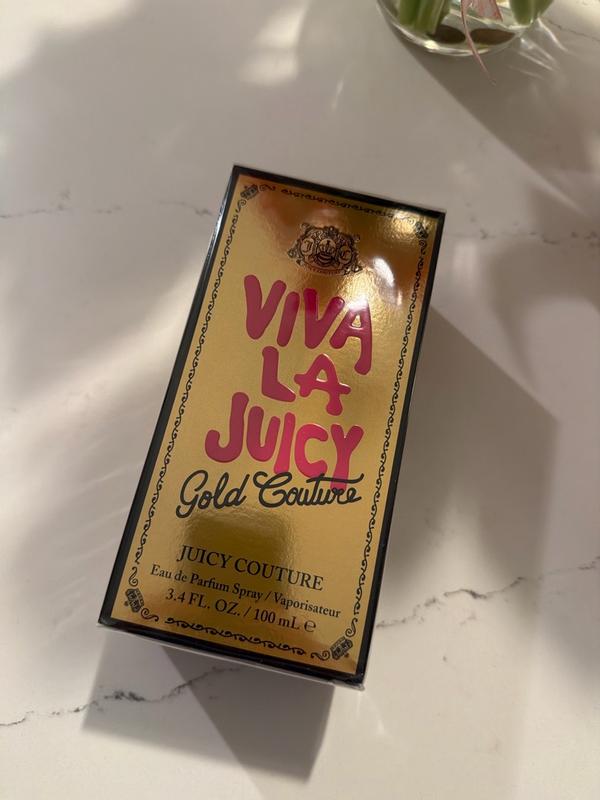 VIVA
LA
JUICY
Gold Couture
JUICY COUTURE
Eau de Parfum Spray / Vaporisateur
3.4 FL. OZ. / 100 mL ℮